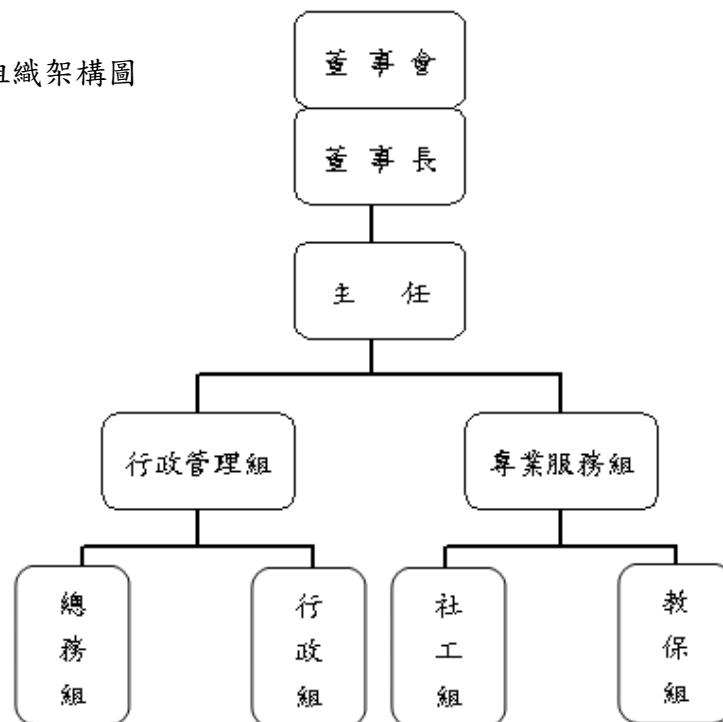 組織架構圖
董事會
董事長
主 任
行政管理組
專業服務組
總務組
行政組
社工組
教保組